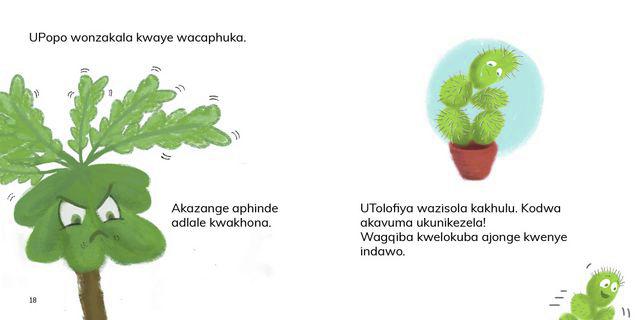 UPopo wonzakala kwaye wacaphuka.
Akazange aphinde
adlale kwakhona.
18
UTolofiya wazisola kakhulu. Kodwa
akavuma ukunikezela!
Wagqiba kwelokuba ajonge kwenye
indawo.